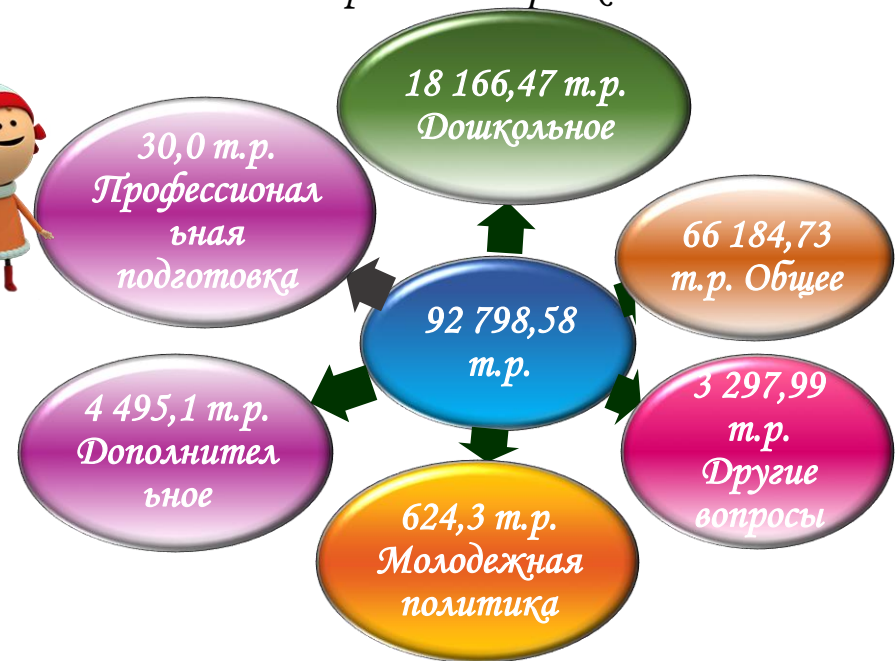 18 166,47 т.р.
Дошкольное
30,0 т.р.
Профессионал
ьная
подготовка
66 184,73
т.р. Общее
92 798,58
т.р.
3 297,99
т.р.
Другие
вопросы
4 495,1 т.р.
Дополнител
ьное
624,3 т.р.
Молодежная
политика